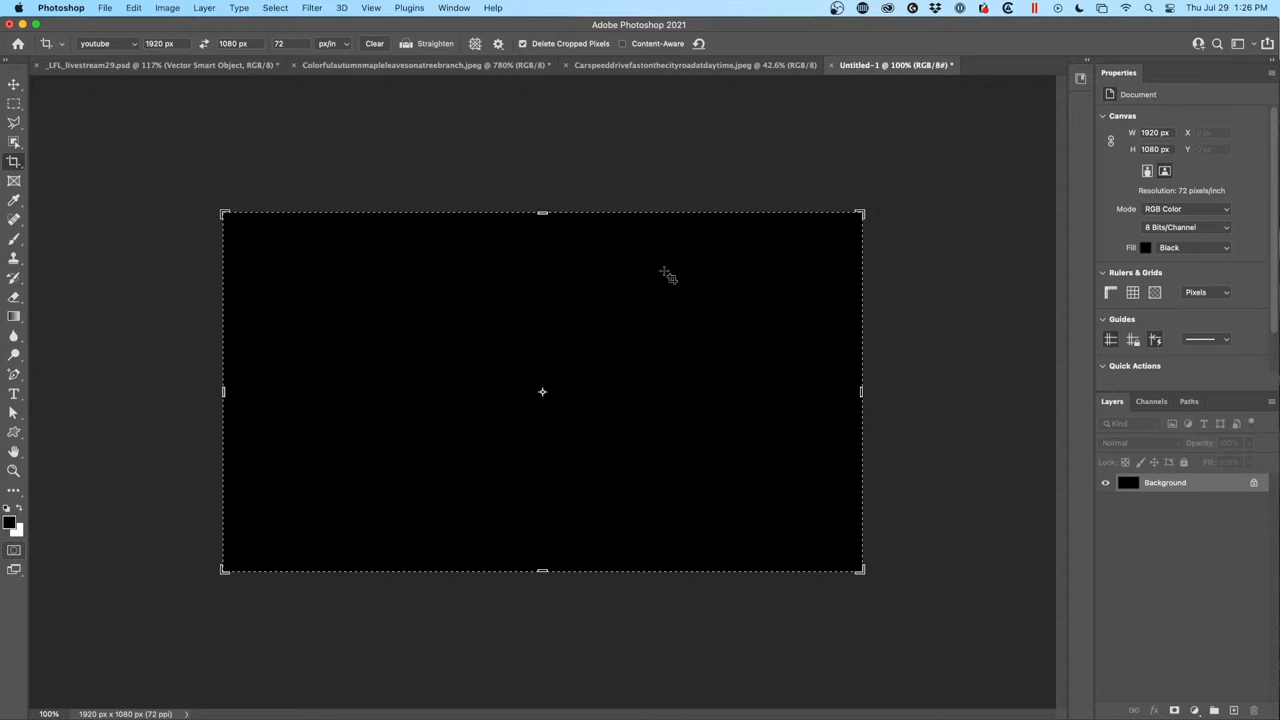 Photoshop File Edit Image Layer Type Select Filter 3D View Plugins Window Help Thu Jul 29 1:26 PM
Adobe Photoshop 2021
youtube 1920 px 1080 px 72 px/in Clear Straighten Delete Cropped Pixels Content-Aware
_LFL_livestream29.psd @ 117% (Vector Smart Object, RGB/8) * Colorfulautumnmapleleavesonatreebranch.jpeg @ 780% (RGB/8) * Carspeeddrivefastonthecityroadatdaytime.jpeg @ 42.6% (RGB/8) Untitled-1 @ 100% (RGB/8#) *
Properties
Document
Canvas
W 1920 px X 0 px
H 1080 px Y 0 px
Resolution: 72 pixels/inch
Mode RGB Color
8 Bits/Channel
Fill Black
Rulers & Grids
Pixels
Guides
Quick Actions
Layers Channels Paths
Kind
Normal Opacity: 100%
Lock: Fill: 100%
Background
100% 1920 px x 1080 px (72 ppi)